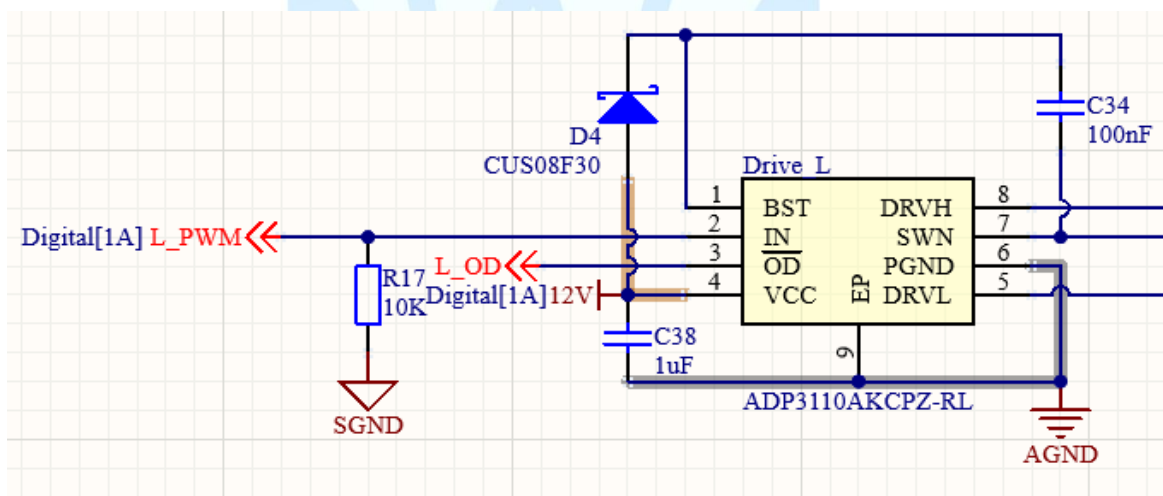 D4
CUS08F30
C34
100nF
Drive_L
1 BST DRVH 8
Digital[1A] L_PWM 2 IN SWN 7
L_OD 3 OD PGND 6
R17
10K
Digital[1A] 12V 4 VCC EP DRVL 5
C38
1uF
9
ADP3110AKCPZ-RL
SGND
AGND